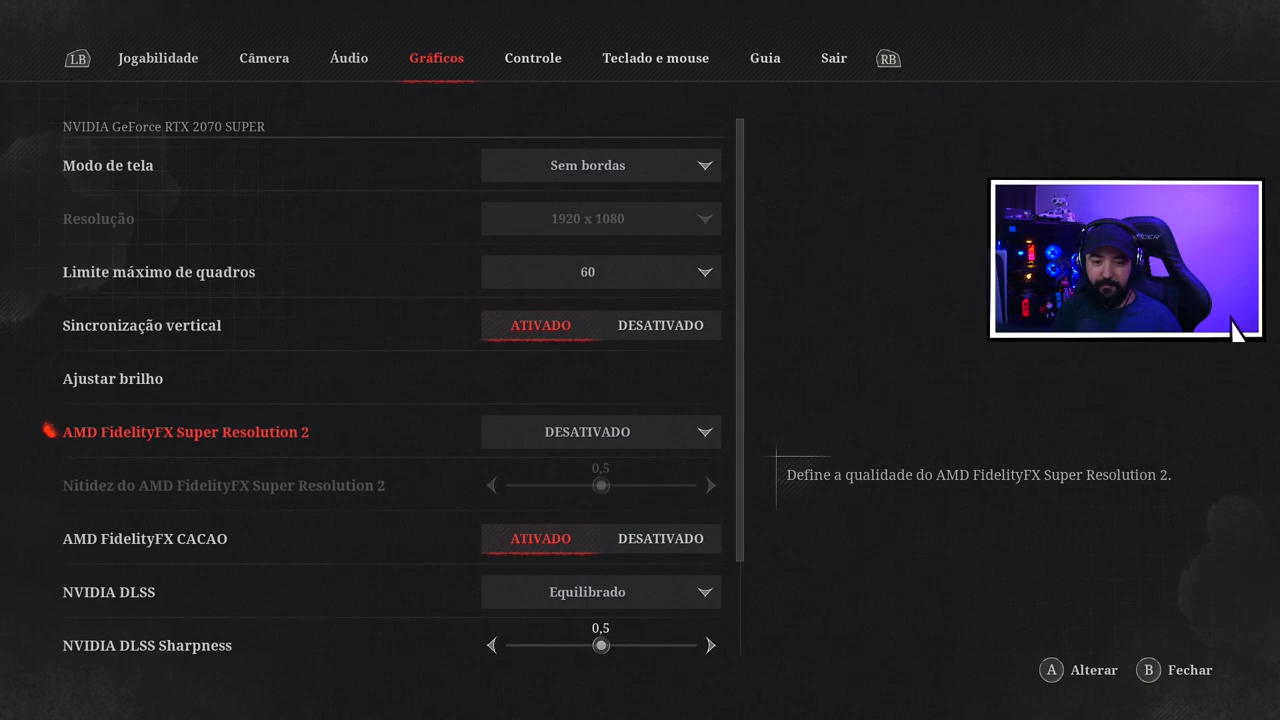 LB Jogabilidade Câmera Áudio Gráficos Controle Teclado e mouse Guia Sair RB
NVIDIA GeForce RTX 2070 SUPER
Modo de tela Sem bordas
Resolução 1920 x 1080
Limite máximo de quadros 60
Sincronização vertical ATIVADO DESATIVADO
Ajustar brilho
AMD FidelityFX Super Resolution 2 DESATIVADO
0,5
Nitidez do AMD FidelityFX Super Resolution 2
Define a qualidade do AMD FidelityFX Super Resolution 2.
AMD FidelityFX CACAO ATIVADO DESATIVADO
NVIDIA DLSS Equilibrado
0,5
NVIDIA DLSS Sharpness
A Alterar B Fechar